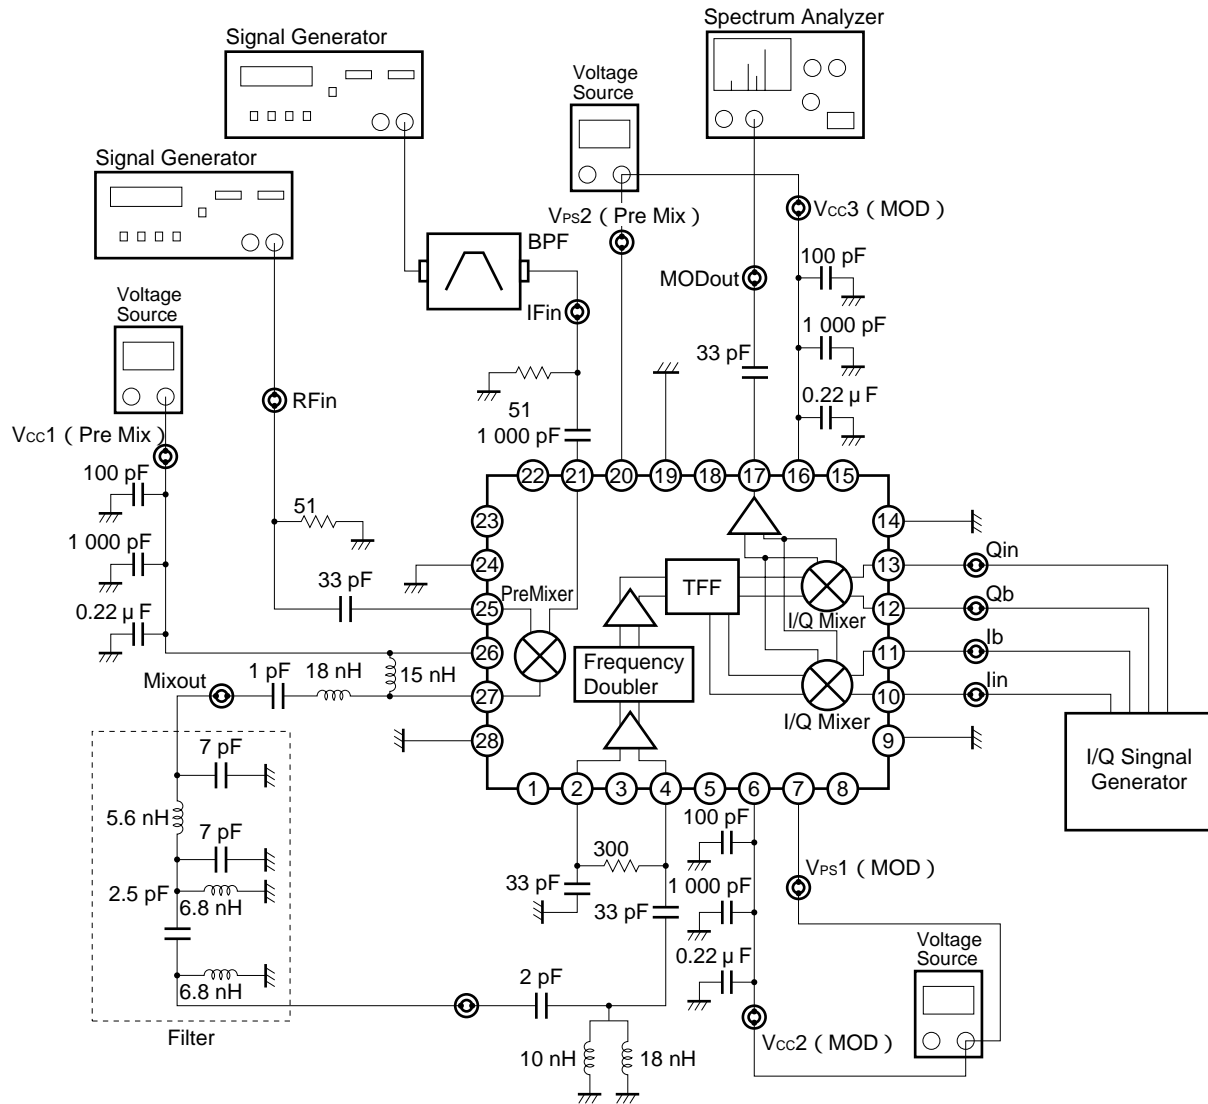 Spectrum Analyzer
Signal Generator
Voltage
Source
Signal Generator
VPS2 ( Pre Mix )
VCC3 ( MOD )
BPF
100 pF
MODout
Voltage
Source
IFin
1 000 pF
33 pF
RFin
0.22 µ F
51
VCC1 ( Pre Mix )
1 000 pF
100 pF
22
21
20
19
18
17
16
15
51
23
14
1 000 pF
24
13
Qin
33 pF
PreMixer
TFF
25
12
Qb
0.22 µ F
I/Q Mixer
26
11
Ib
1 pF
18 nH
15 nH
Frequency
Doubler
Mixout
27
10
Iin
I/Q Mixer
28
9
7 pF
I/Q Singnal
Generator
1
2
3
4
5
6
7
8
5.6 nH
100 pF
7 pF
300
VPS1 ( MOD )
2.5 pF
33 pF
1 000 pF
6.8 nH
33 pF
Voltage
Source
0.22 µ F
2 pF
6.8 nH
Filter
VCC2 ( MOD )
10 nH
18 nH